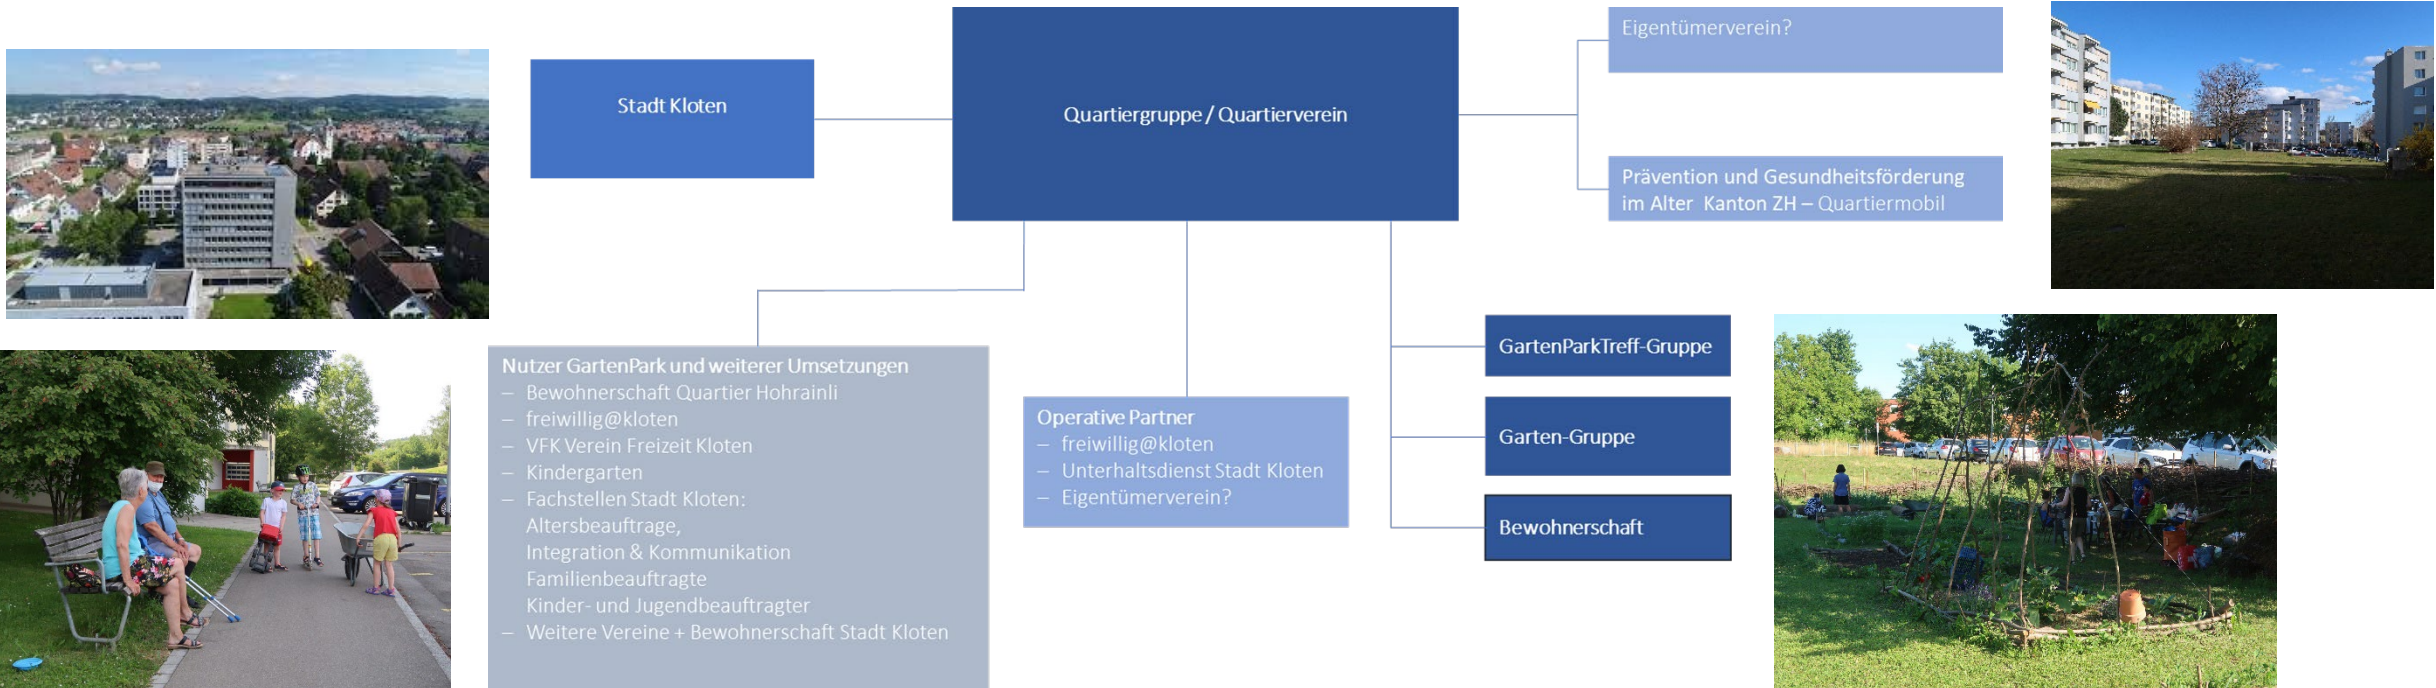 Stadt Kloten
Quartiergruppe / Quartierverein
Eigentümerverein?
Prävention und Gesundheitsförderung
im Alter Kanton ZH – Quartiermobil
Nutzer GartenPark und weiterer Umsetzungen
– Bewohnerschaft Quartier Hohrainli
– freiwillig@kloten
– VFK Verein Freizeit Kloten
– Kindergarten
– Fachstellen Stadt Kloten:
Altersbeauftrage,
Integration & Kommunikation
Familienbeauftragte
Kinder- und Jugendbeauftragter
– Weitere Vereine + Bewohnerschaft Stadt Kloten
Operative Partner
– freiwillig@kloten
– Unterhaltsdienst Stadt Kloten
– Eigentümerverein?
GartenParkTreff-Gruppe
Garten-Gruppe
Bewohnerschaft